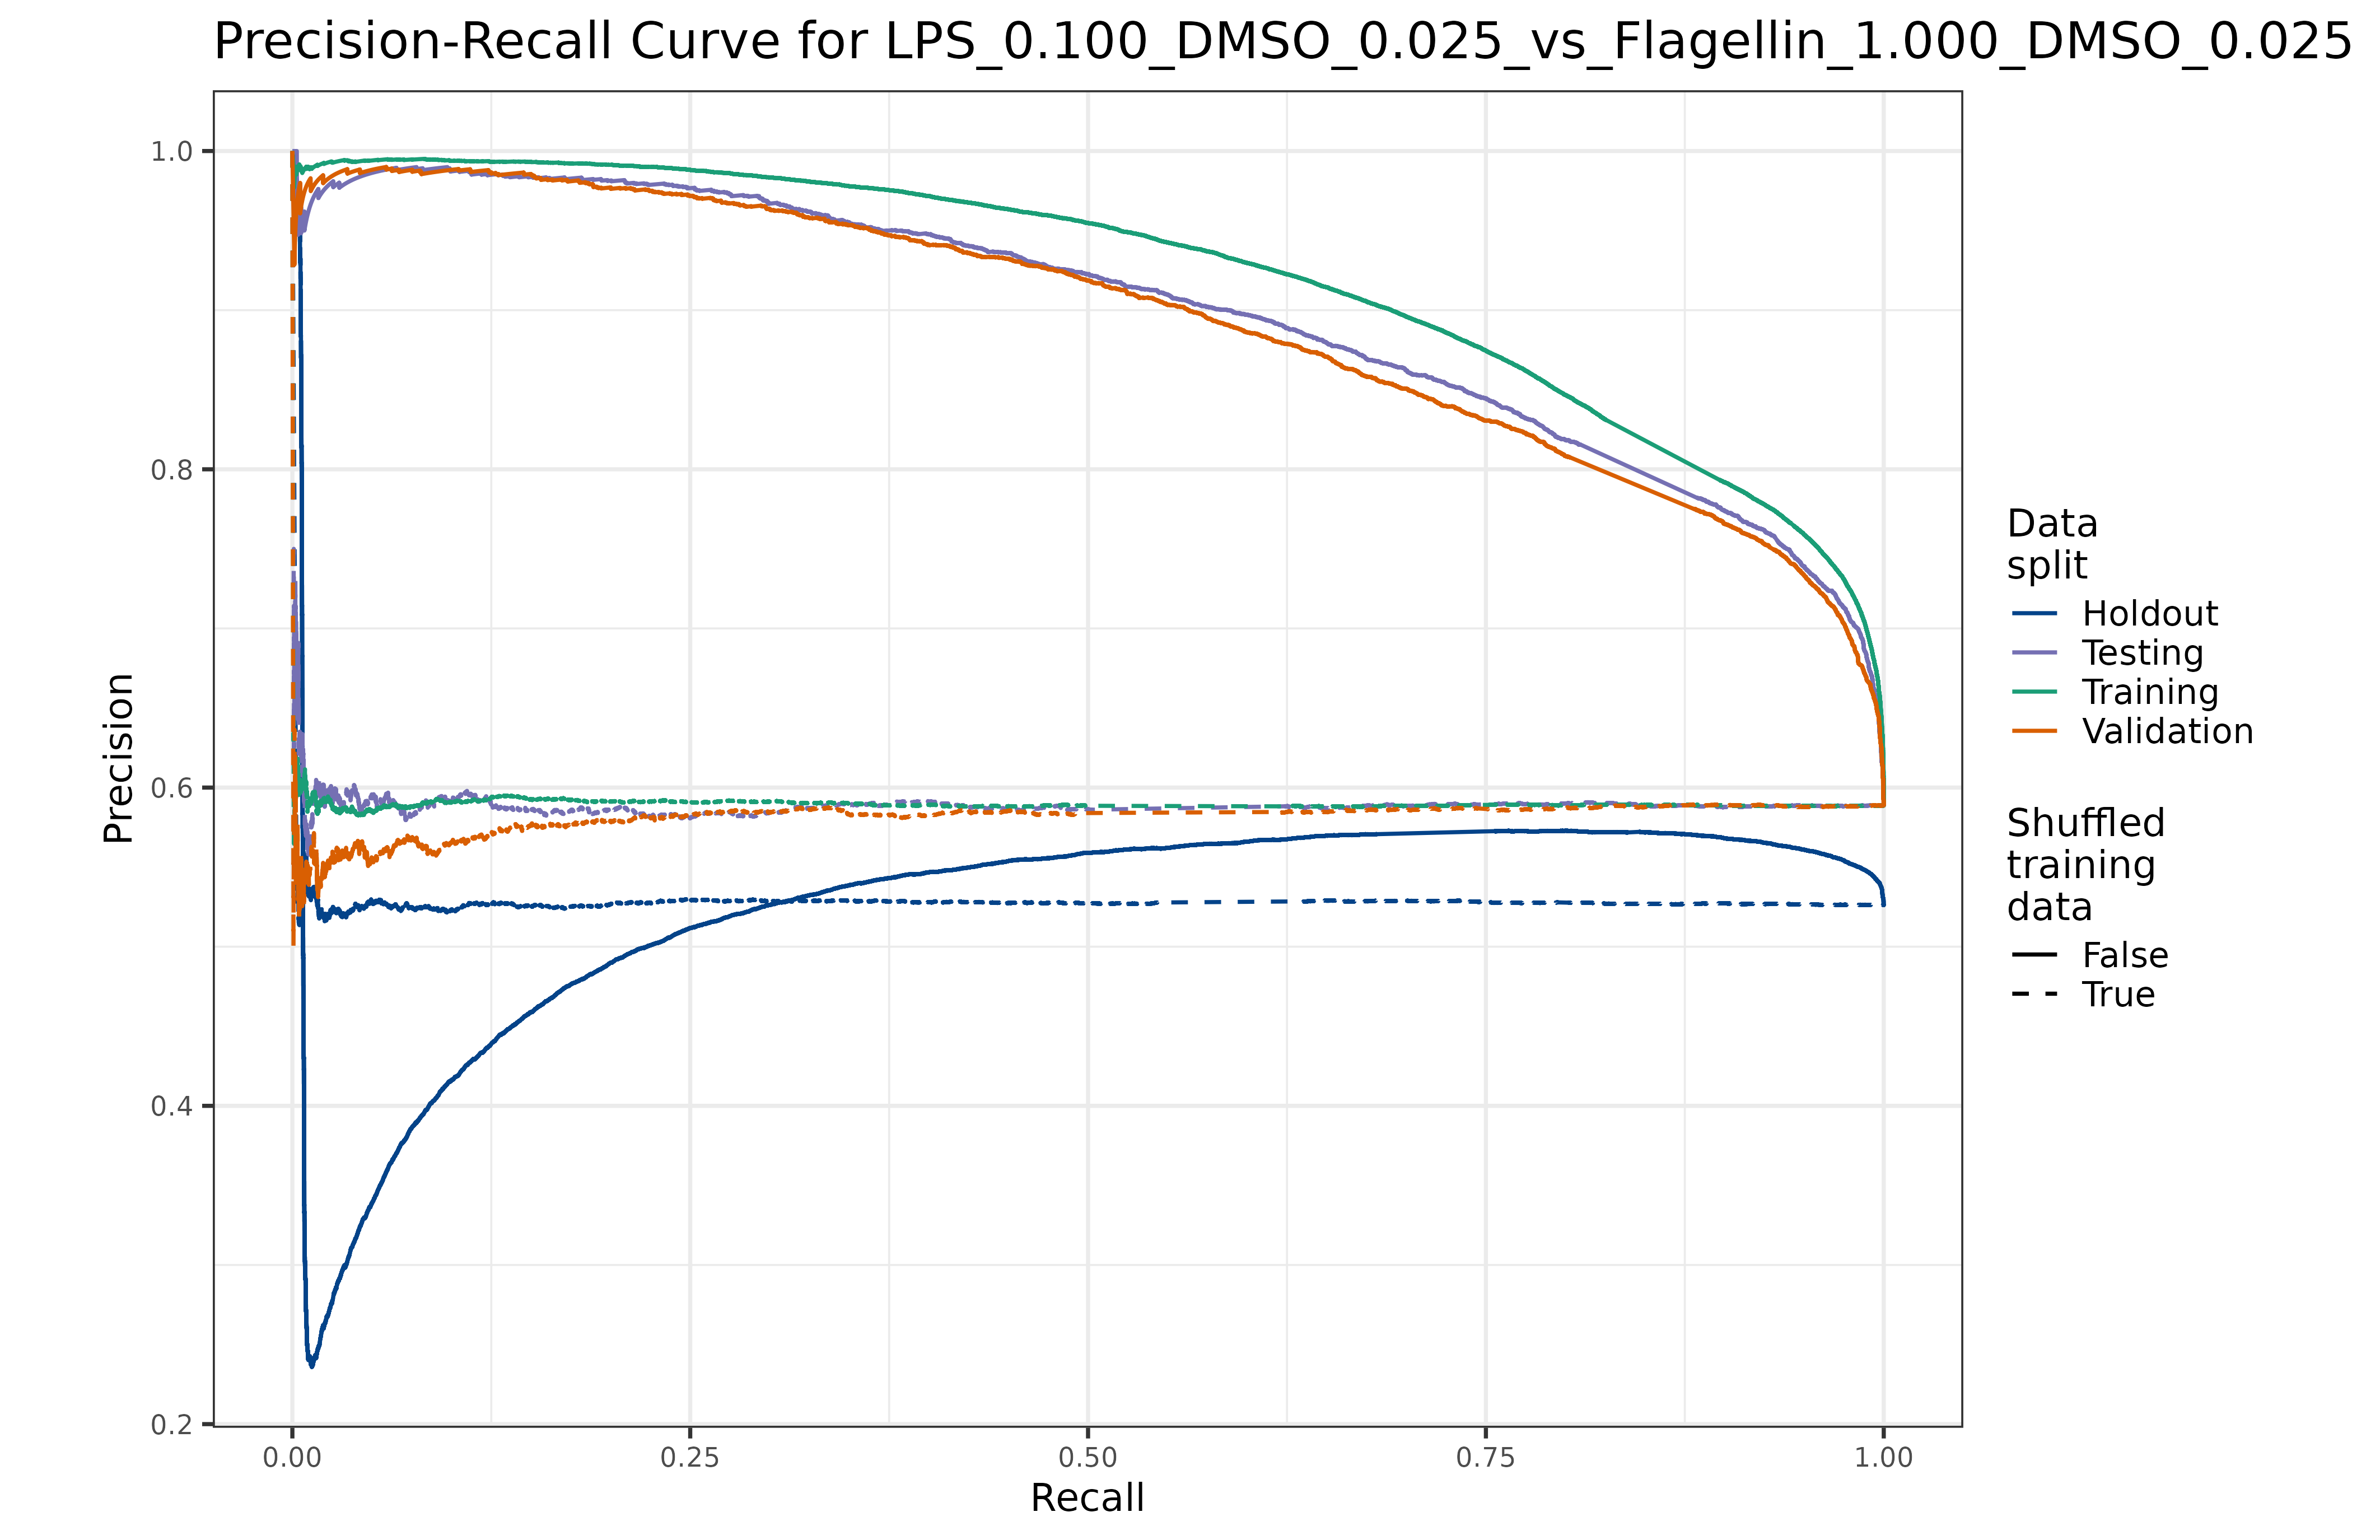 Precision-Recall Curve for LPS_0.100_DMSO_0.025_vs_Flagellin_1.000_DMSO_0.025
Precision
1.0
0.8
0.6
0.4
0.2
0.00
0.25
0.50
0.75
1.00
Recall
Data
split
Holdout
Testing
Training
Validation
Shuffled
training
data
False
True